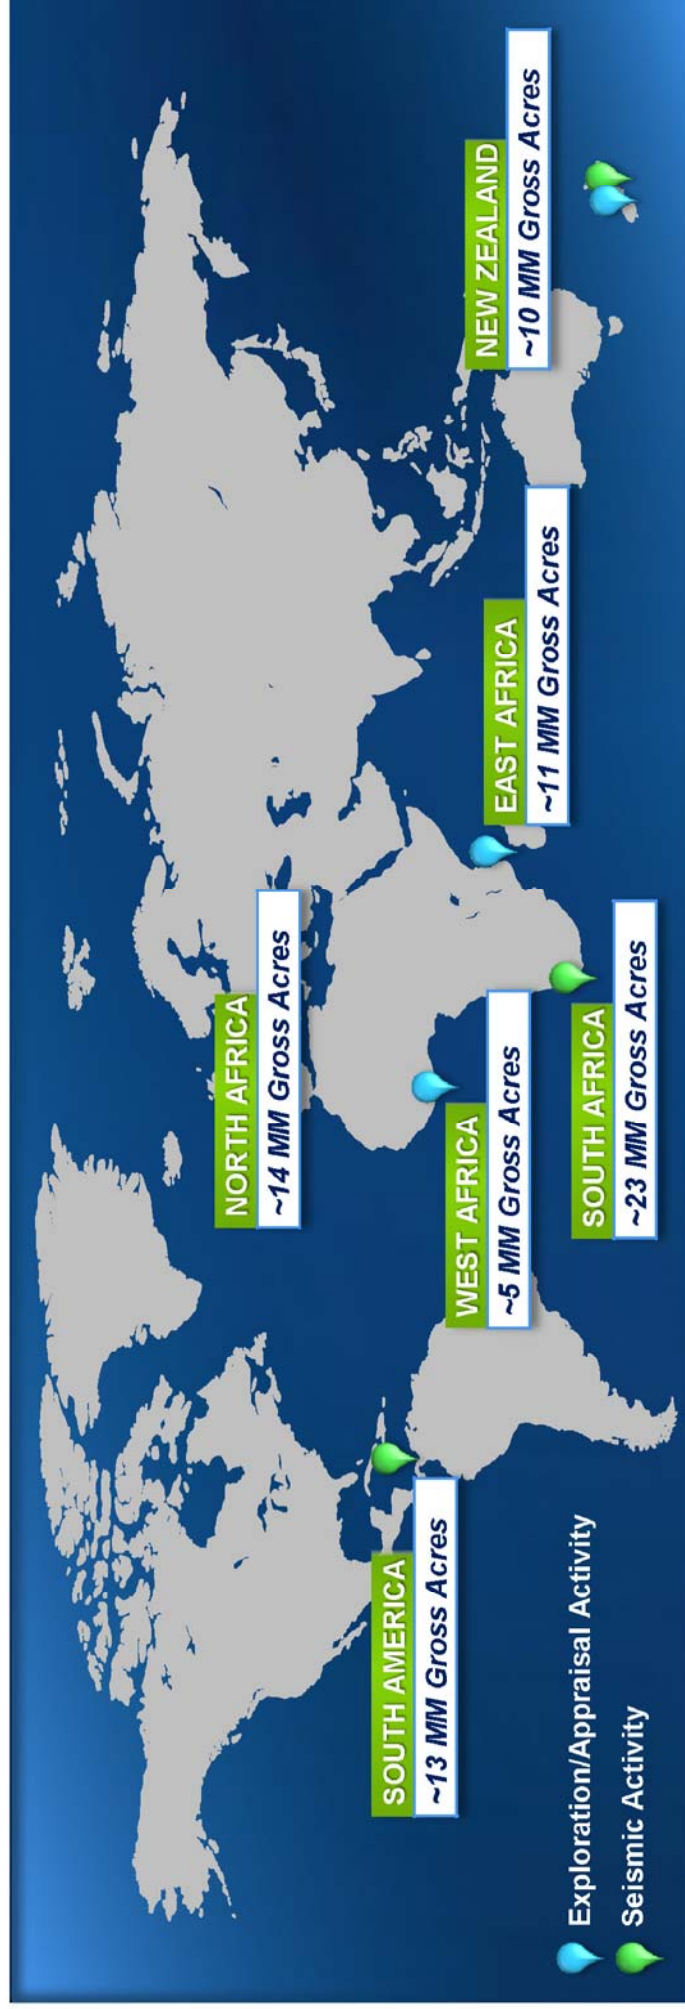 NORTH AFRICA
~14 MM Gross Acres
SOUTH AMERICA
~13 MM Gross Acres
WEST AFRICA
~5 MM Gross Acres
EAST AFRICA
~11 MM Gross Acres
NEW ZEALAND
~10 MM Gross Acres
SOUTH AFRICA
~23 MM Gross Acres
Exploration/Appraisal Activity
Seismic Activity